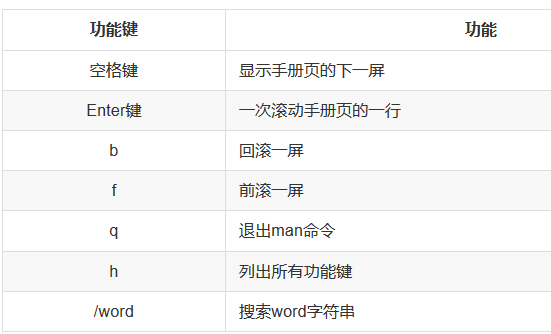 功能键 功能
空格键 显示手册页的下一屏
Enter键 一次滚动手册页的一行
b 回滚一屏
f 前滚一屏
q 退出man命令
h 列出所有功能键
/word 搜索word字符串